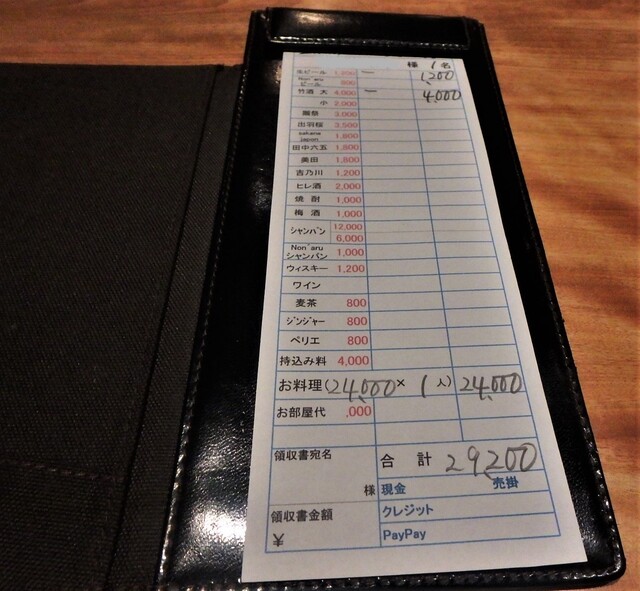 様 1名
生ビール 1,200 一 1,200
Non aru ビール 800
竹酒 大 4,000 一 4,000
小 2,000
獺祭 3,000
出羽桜 3,500
sakana japon 1,800
田中六五 1,800
美田 1,800
吉乃川 1,200
ヒレ酒 2,000
焼酎 1,000
梅酒 1,000
シャンパン 12,000
6,000
Non aru シャンパン 1,000
ウィスキー 1,200
ワイン
麦茶 800
ジンジャー 800
ペリエ 800
持込み料 4,000
お料理(24,000× 1 人) 24,000
お部屋代 ,000
領収書宛名 合計 29,200
様 現金 売掛
領収書金額 クレジット
¥ PayPay